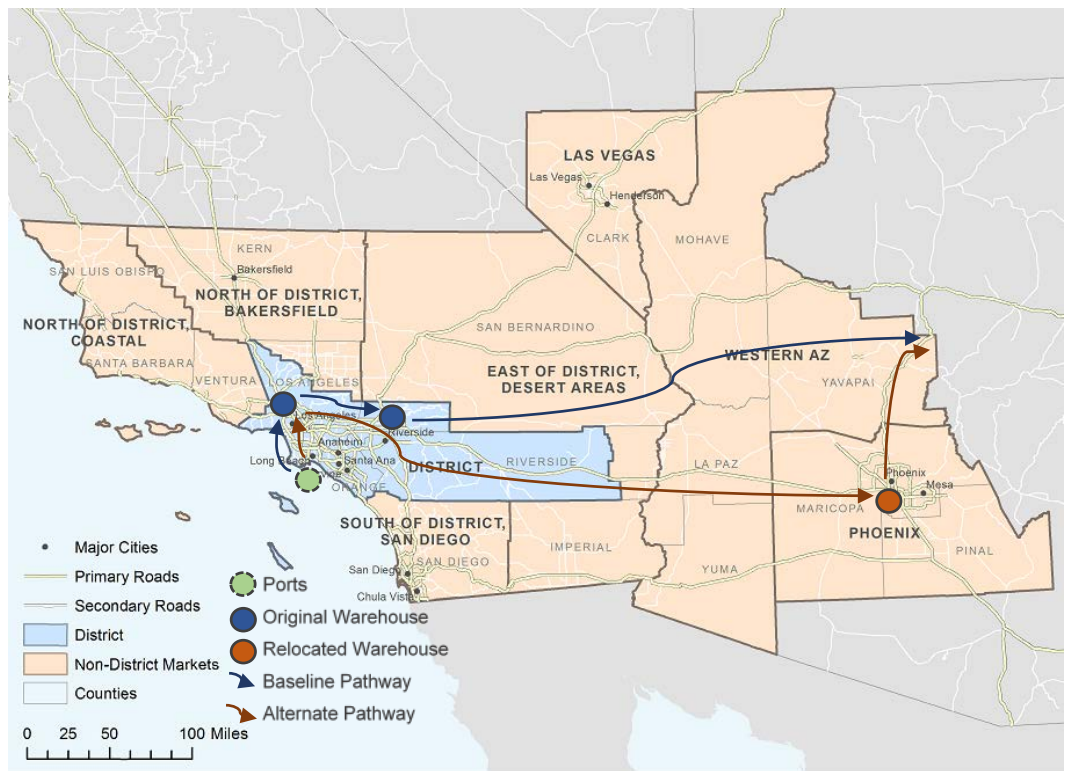 LAS VEGAS
Las Vegas
Henderson
CLARK
MOHAVE
KERN
Bakersfield
SAN LUIS OBISPO
NORTH OF DISTRICT,
BAKERSFIELD
NORTH OF DISTRICT,
COASTAL
SAN BERNARDINO
SANTA BARBARA
WESTERN AZ
EAST OF DISTRICT,
DESERT AREAS
VENTURA
LOS ANGELES
YAVAPAI
Los Angeles
Riverside
Anaheim
Long Beach
Santa Ana
DISTRICT
RIVERSIDE
LA PAZ
Phoenix
Mesa
ORANGE
MARICOPA
SOUTH OF DISTRICT,
SAN DIEGO
PHOENIX
IMPERIAL
PINAL
SAN DIEGO
San Diego
YUMA
Chula Vista
Major Cities
Primary Roads
Secondary Roads
District
Non-District Markets
Counties
Ports
Original Warehouse
Relocated Warehouse
Baseline Pathway
Alternate Pathway
0 25 50 100 Miles